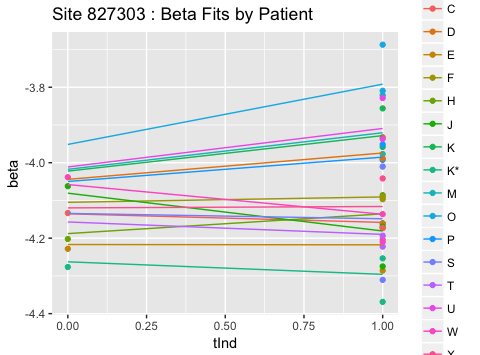 Site 827303 : Beta Fits by Patient
beta
-3.8
-4.0
-4.2
-4.4
0.00 0.25 0.50 0.75 1.00
tInd
C
D
E
F
H
J
K
K*
M
O
P
S
T
U
W